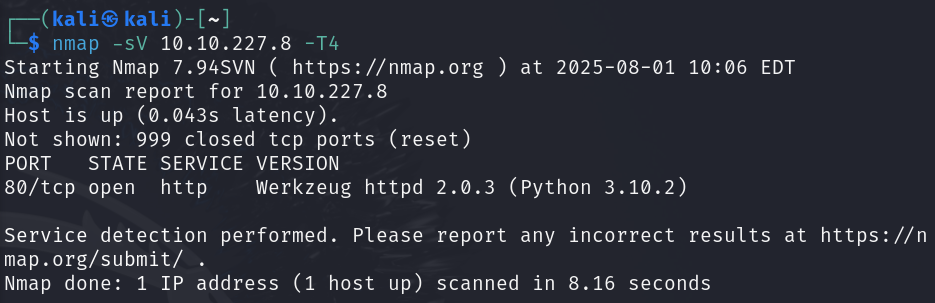 ┌──(kali㉿kali)-[~]
└─$ nmap -sV 10.10.227.8 -T4
Starting Nmap 7.94SVN ( https://nmap.org ) at 2025-08-01 10:06 EDT
Nmap scan report for 10.10.227.8
Host is up (0.043s latency).
Not shown: 999 closed tcp ports (reset)
PORT   STATE SERVICE VERSION
80/tcp open  http    Werkzeug httpd 2.0.3 (Python 3.10.2)
Service detection performed. Please report any incorrect results at https://n
map.org/submit/ .
Nmap done: 1 IP address (1 host up) scanned in 8.16 seconds